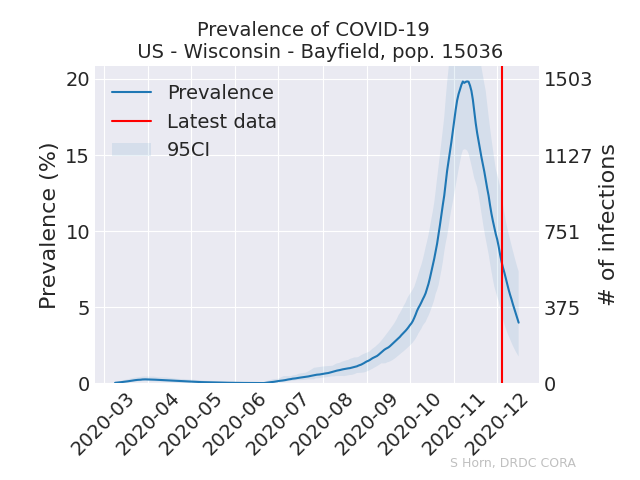 Prevalence of COVID-19
US - Wisconsin - Bayfield, pop. 15036
Prevalence
Latest data
95CI
Prevalence (%)
20
15
10
5
0
1503
1127
751
375
0
# of infections
2020-03
2020-04
2020-05
2020-06
2020-07
2020-08
2020-09
2020-10
2020-11
2020-12
S Horn, DRDC CORA